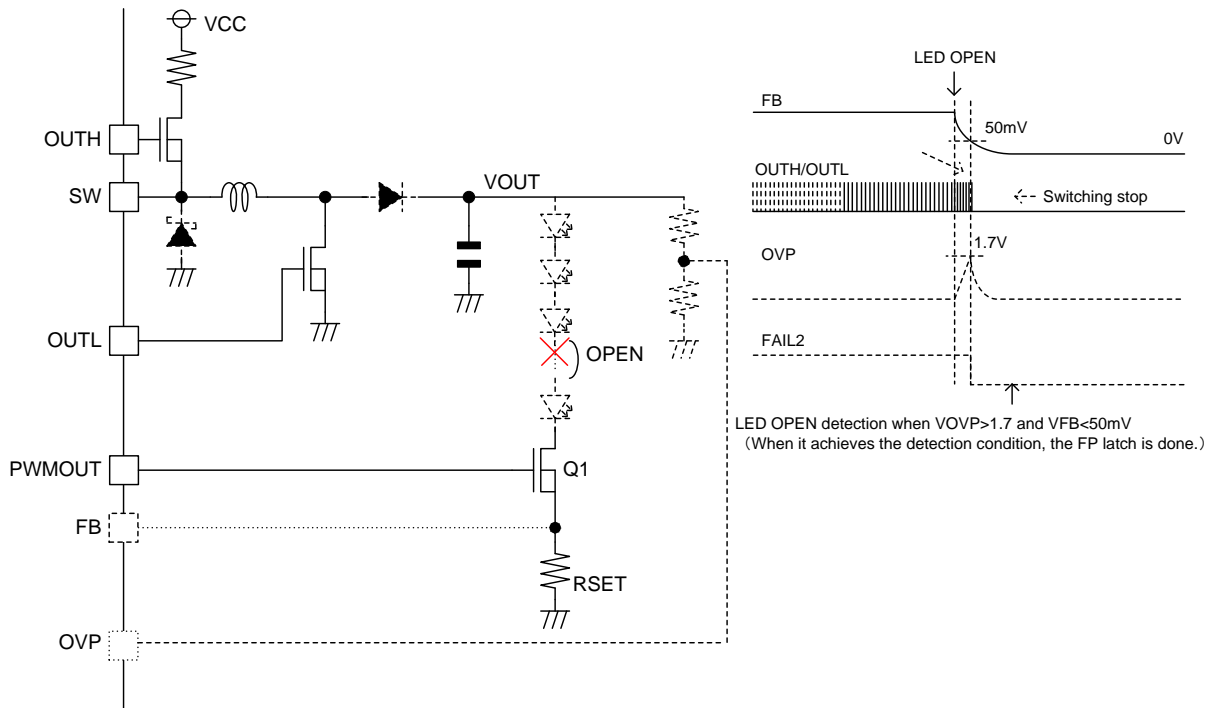 VCC
OUTH
SW
VOUT
OUTL
OPEN
PWMOUT
Q1
FB
RSET
OVP
LED OPEN
FB
50mV
0V
OUTH/OUTL
Switching stop
1.7V
OVP
FAIL2
LED OPEN detection when VOVP>1.7 and VFB<50mV
（When it achieves the detection condition, the FP latch is done.）